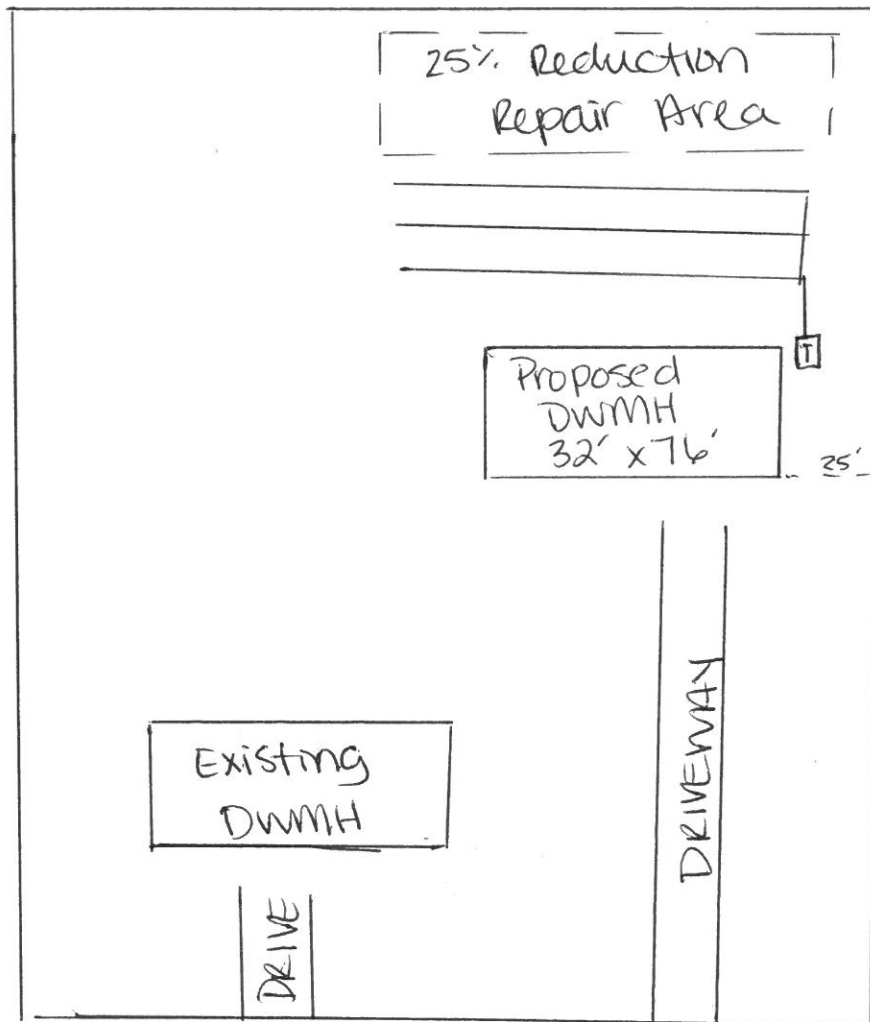 25% Reduction
Repair Area
T
Proposed
DWMH
32' x 76'
25'
Existing
DWMH
DRIVEWAY
DRIVE